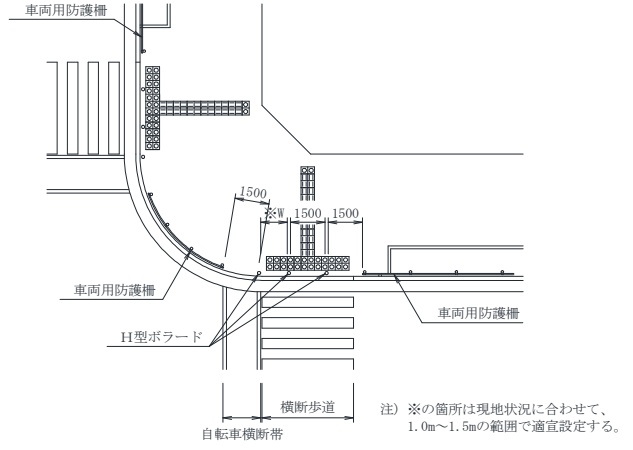 車両用防護柵
1500
※W
1500
1500
車両用防護柵
車両用防護柵
H型ボラード
横断歩道
自転車横断帯
注）※の箇所は現地状況に合わせて、
1.0m～1.5mの範囲で適宜設定する。